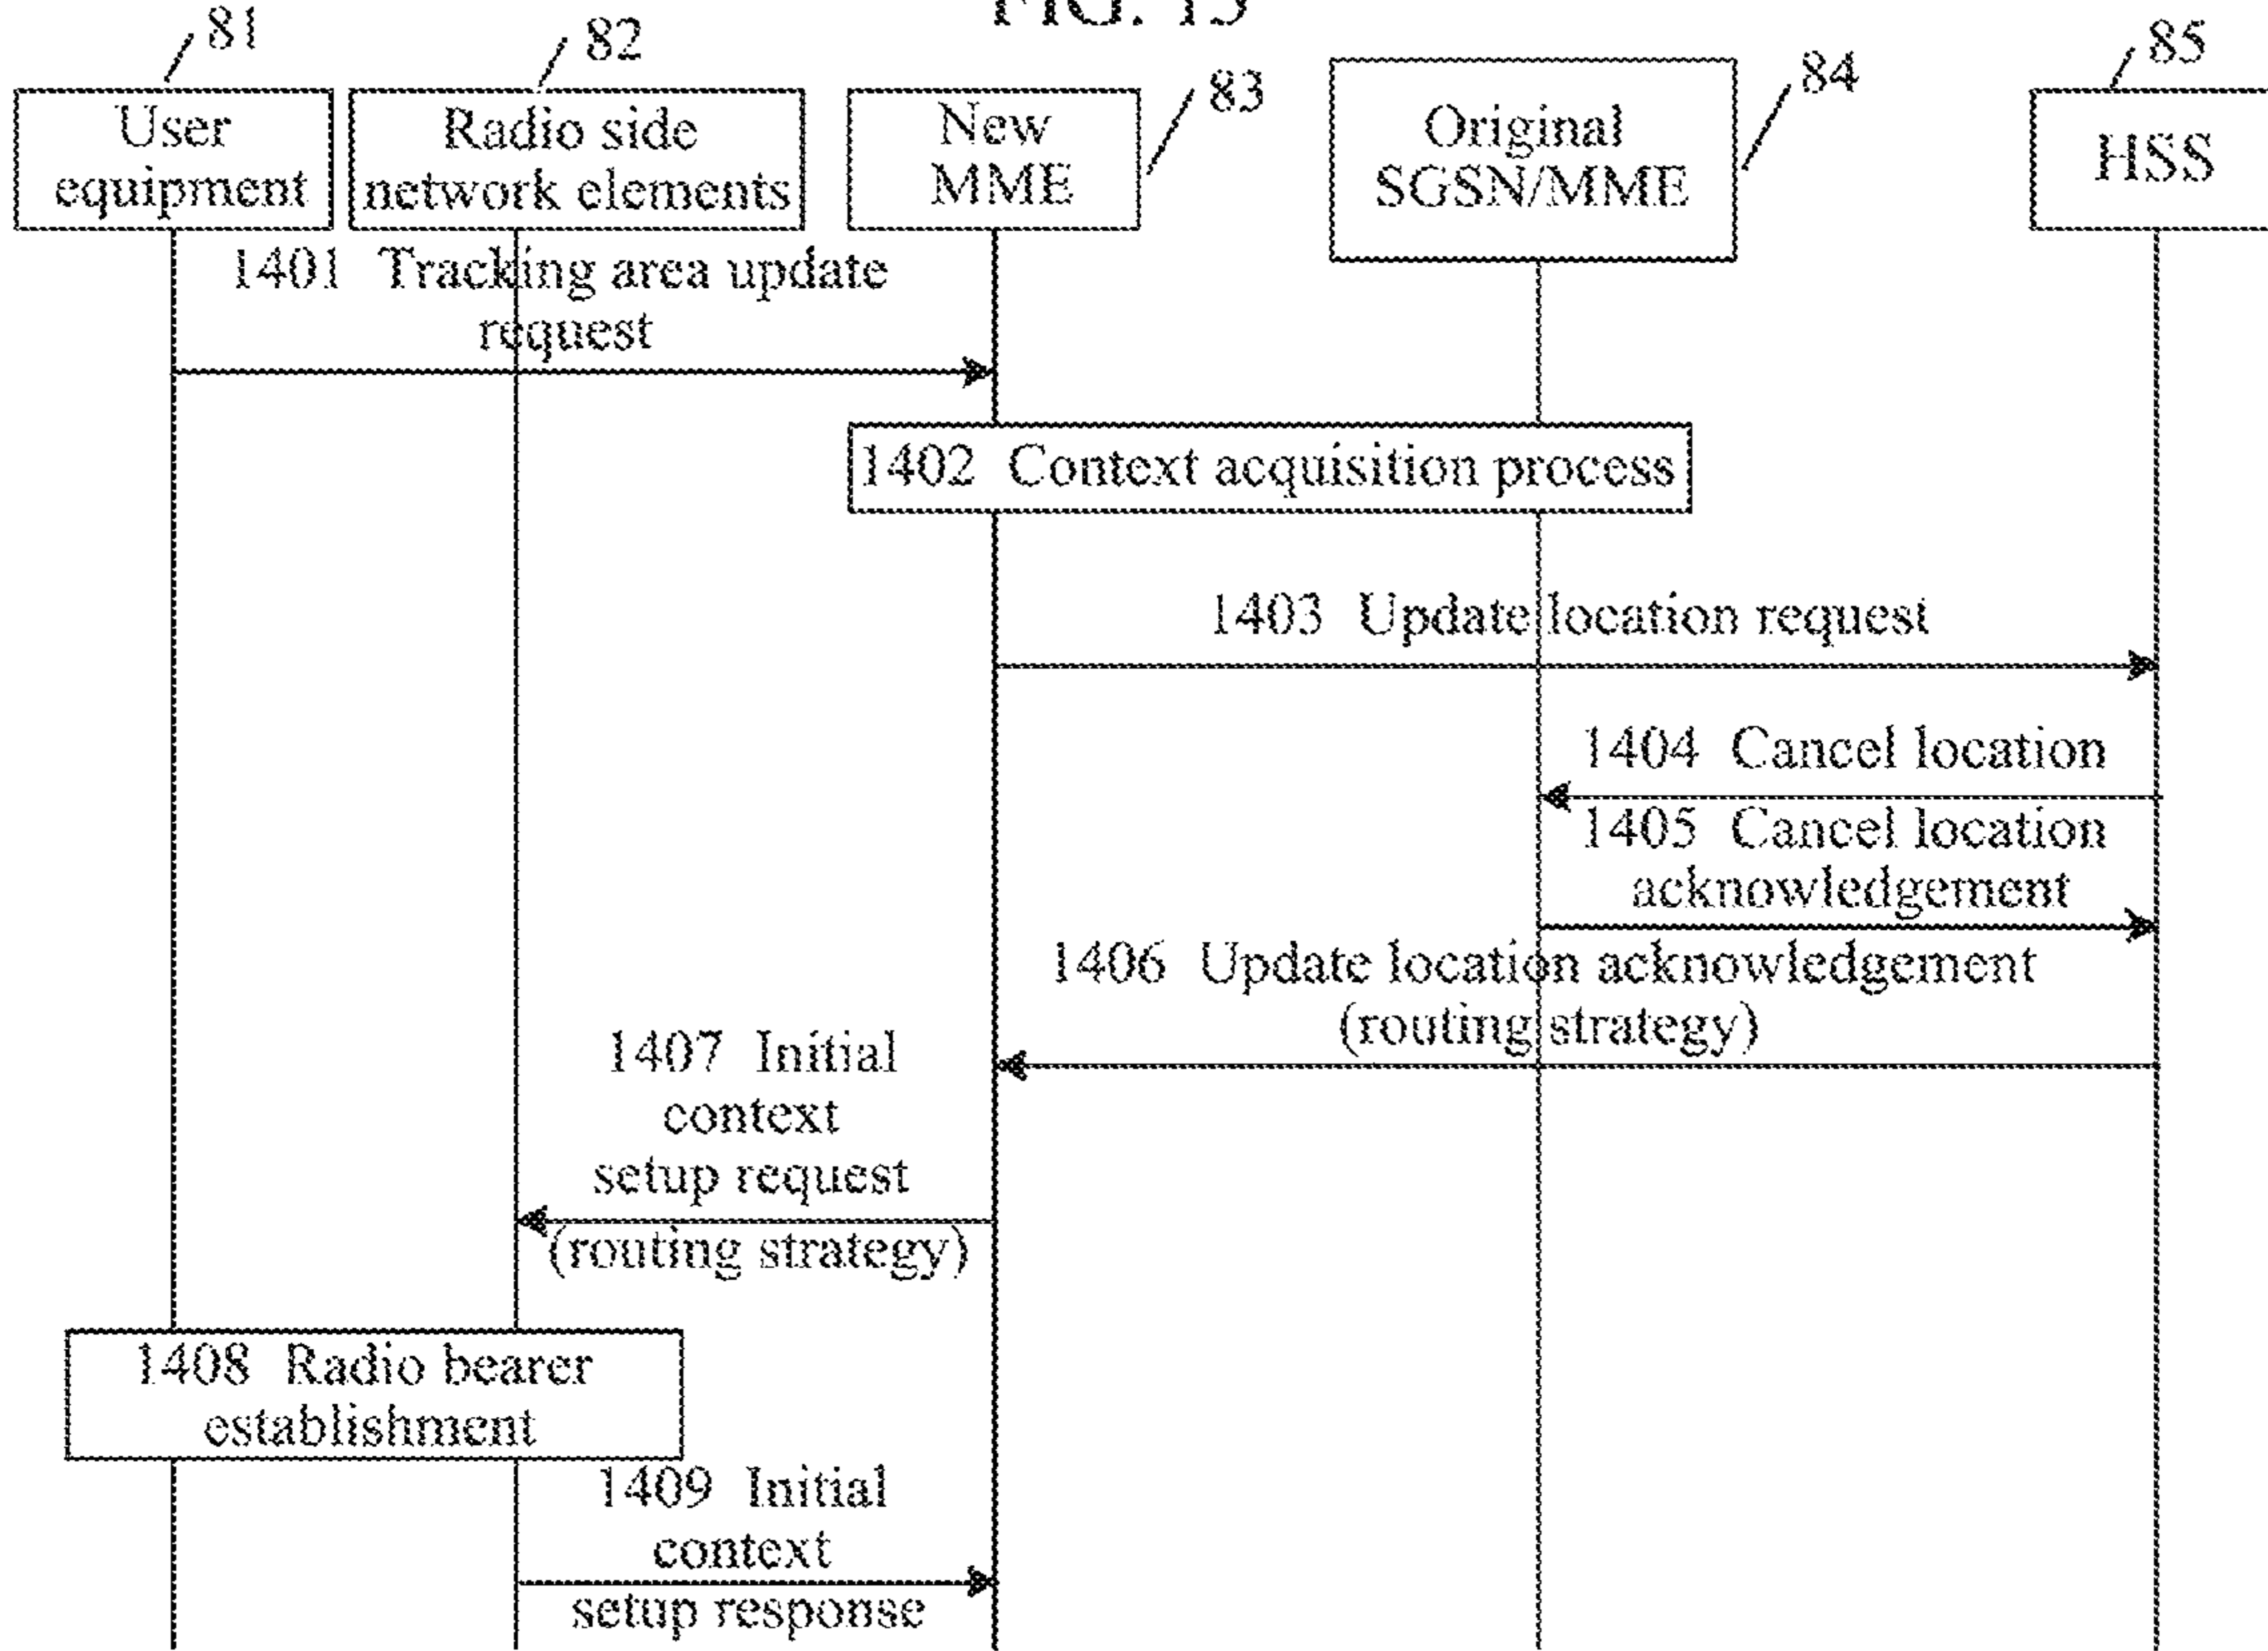 FIG. 13
81
82
83
84
85
User
equipment
Radio side
network elements
New
MME
Original
SGSN/MME
HSS
1401 Tracking area update
request
1402 Context acquisition process
1403 Update location request
1404 Cancel location
1405 Cancel location
acknowledgement
1406 Update location acknowledgement
(routing strategy)
1407 Initial
context
setup request
(routing strategy)
1408 Radio bearer
establishment
1409 Initial
context
setup response